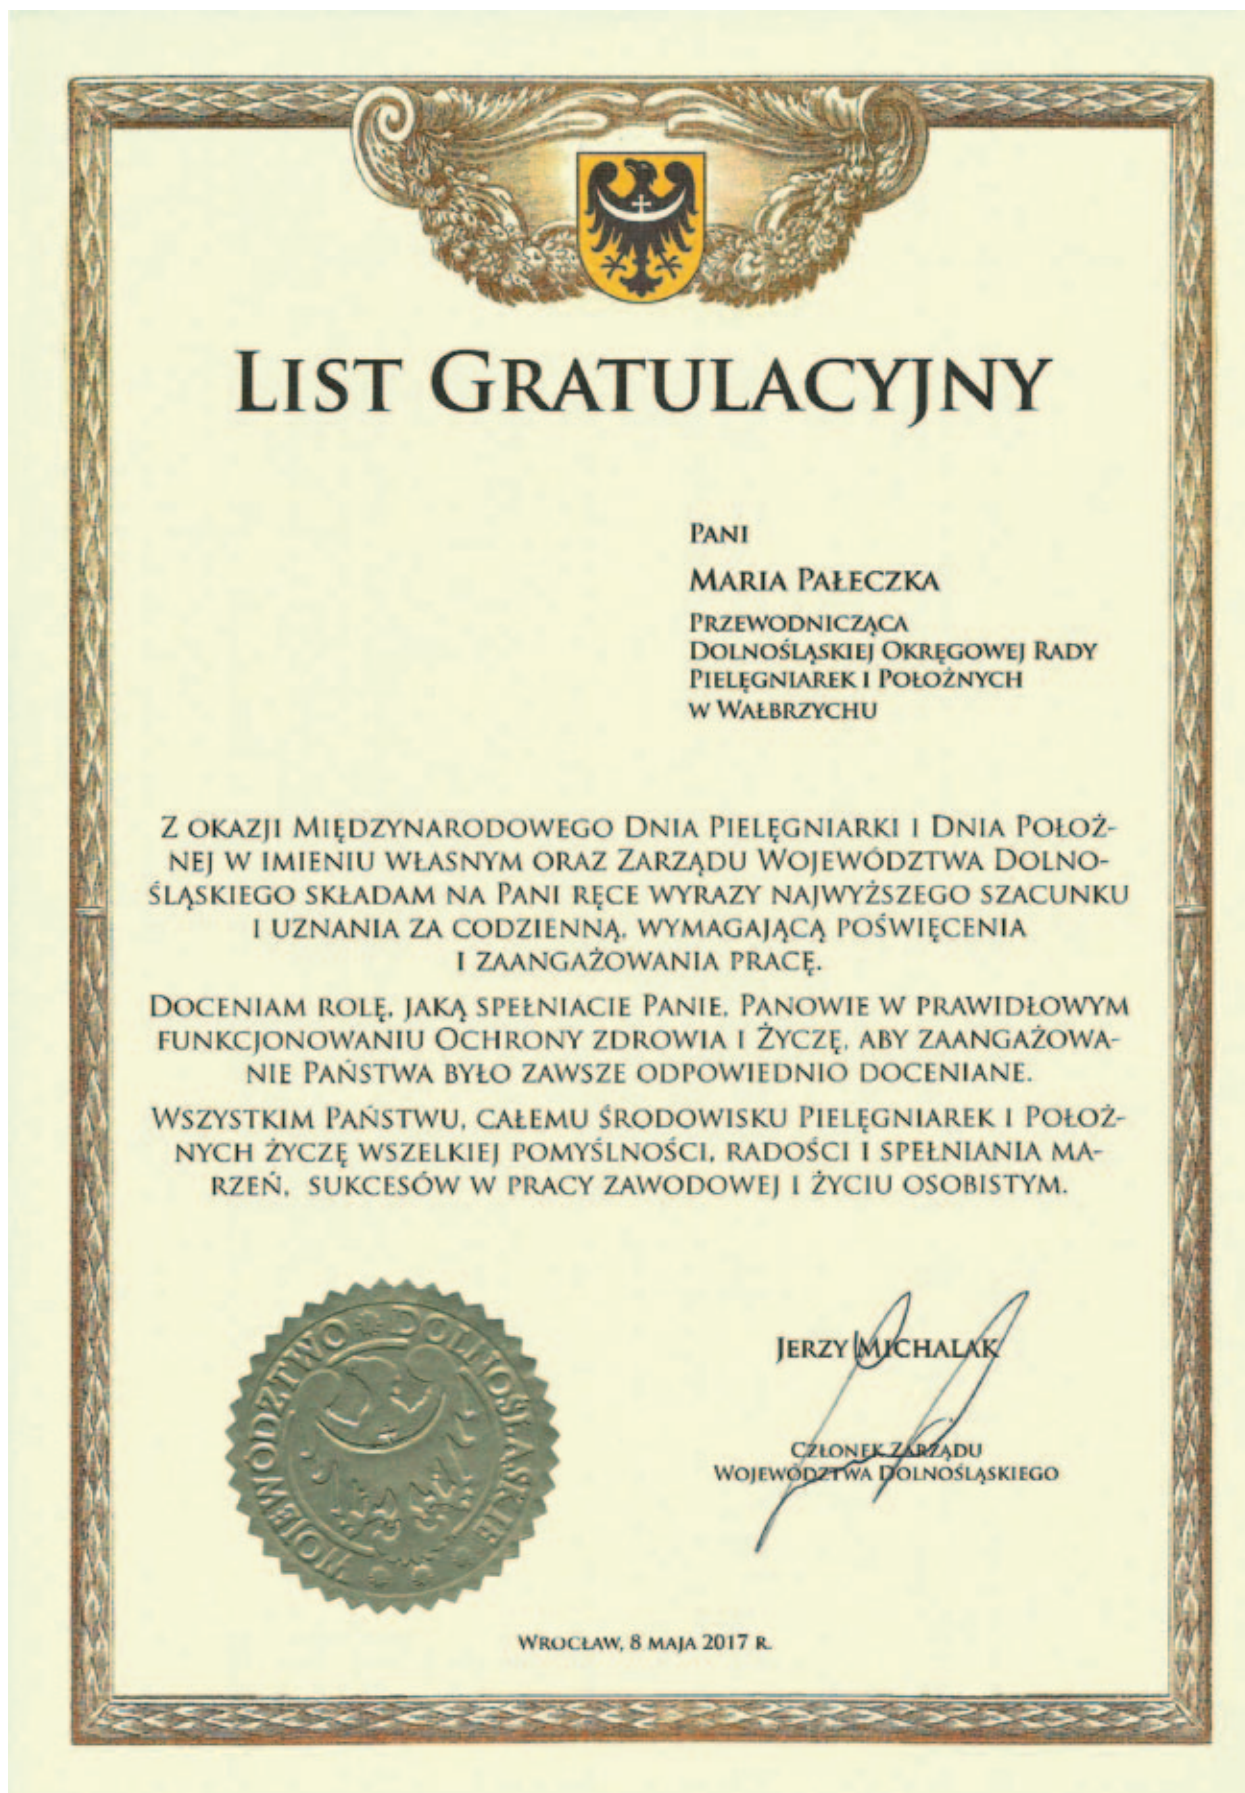 LIST GRATULACYJNY
PANI
MARIA PAŁECZKA
PRZEWODNICZĄCA
DOLNOŚLĄSKIEJ OKRĘGOWEJ RADY
PIELĘGNIAREK I POŁOŻNYCH
W WAŁBRZYCHU
Z OKAZJI MIĘDZYNARODOWEGO DNIA PIELĘGNIARKI I DNIA POŁOŻ-
NEJ W IMIENIU WŁASNYM ORAZ ZARZĄDU WOJEWÓDZTWA DOLNO-
ŚLĄSKIEGO SKŁADAM NA PANI RĘCE WYRAZY NAJWYŻSZEGO SZACUNKU
I UZNANIA ZA CODZIENNĄ, WYMAGAJĄCĄ POŚWIĘCENIA
I ZAANGAŻOWANIA PRACĘ.
DOCENIAM ROLĘ, JAKĄ SPEŁNIACIE PANIE, PANOWIE W PRAWIDŁOWYM
FUNKCJONOWANIU OCHRONY ZDROWIA I ŻYCZĘ, ABY ZAANGAŻOWA-
NIE PAŃSTWA BYŁO ZAWSZE ODPOWIEDNIO DOCENIANE.
WSZYSTKIM PAŃSTWU, CAŁEMU ŚRODOWISKU PIELĘGNIAREK I POŁOŻ-
NYCH ŻYCZĘ WSZELKIEJ POMYŚLNOŚCI, RADOŚCI I SPEŁNIANIA MA-
RZEŃ, SUKCESÓW W PRACY ZAWODOWEJ I ŻYCIU OSOBISTYM.
WOJEWÓDZTWO DOLNOŚLĄSKIE
JERZY MICHALAK
CZŁONEK ZARZĄDU
WOJEWÓDZTWA DOLNOŚLĄSKIEGO
WROCŁAW, 8 MAJA 2017 R.